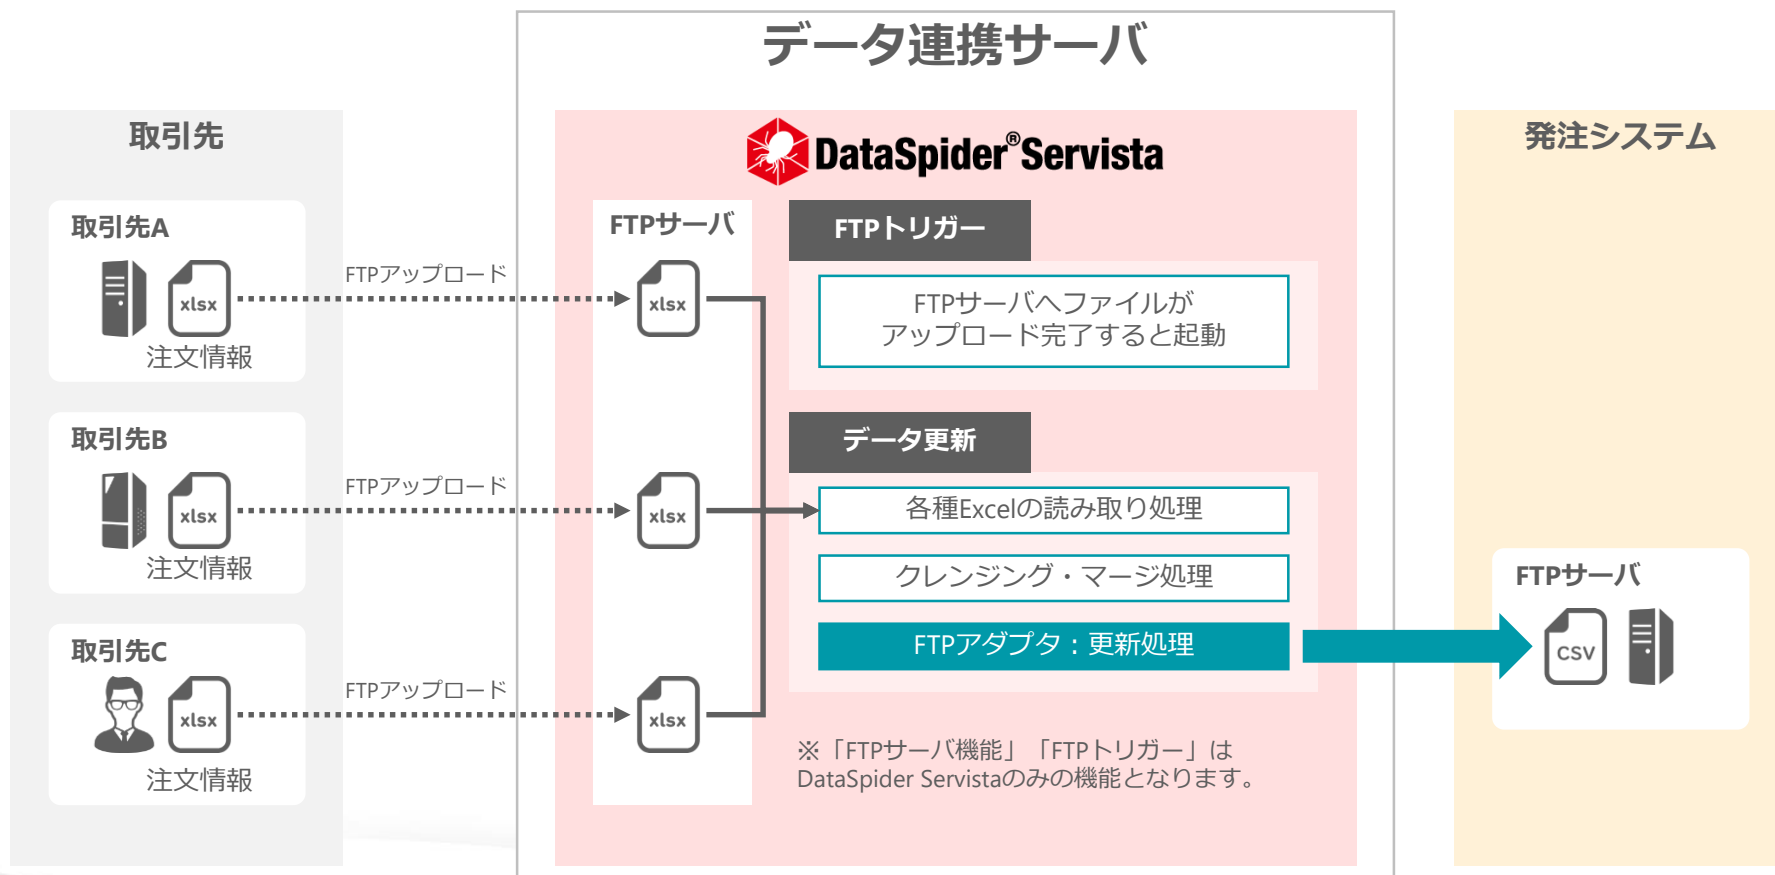 データ連携サーバ
取引先
取引先A
xlsx
注文情報
取引先B
xlsx
注文情報
取引先C
xlsx
注文情報
FTPアップロード
FTPアップロード
FTPアップロード
DataSpider®Servista
FTPサーバ
xlsx
xlsx
xlsx
FTPトリガー
FTPサーバへファイルが
アップロード完了すると起動
データ更新
各種Excelの読み取り処理
クレンジング・マージ処理
FTPアダプタ：更新処理
※「FTPサーバ機能」「FTPトリガー」は
DataSpider Servistaのみの機能となります。
発注システム
FTPサーバ
CSV